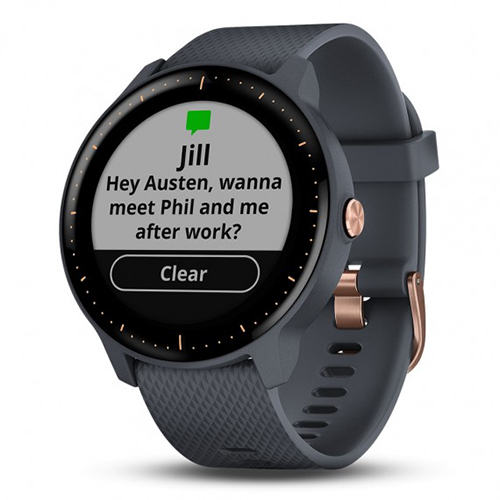 Jill
Hey Austen, wanna
meet Phil and me
after work?
Clear